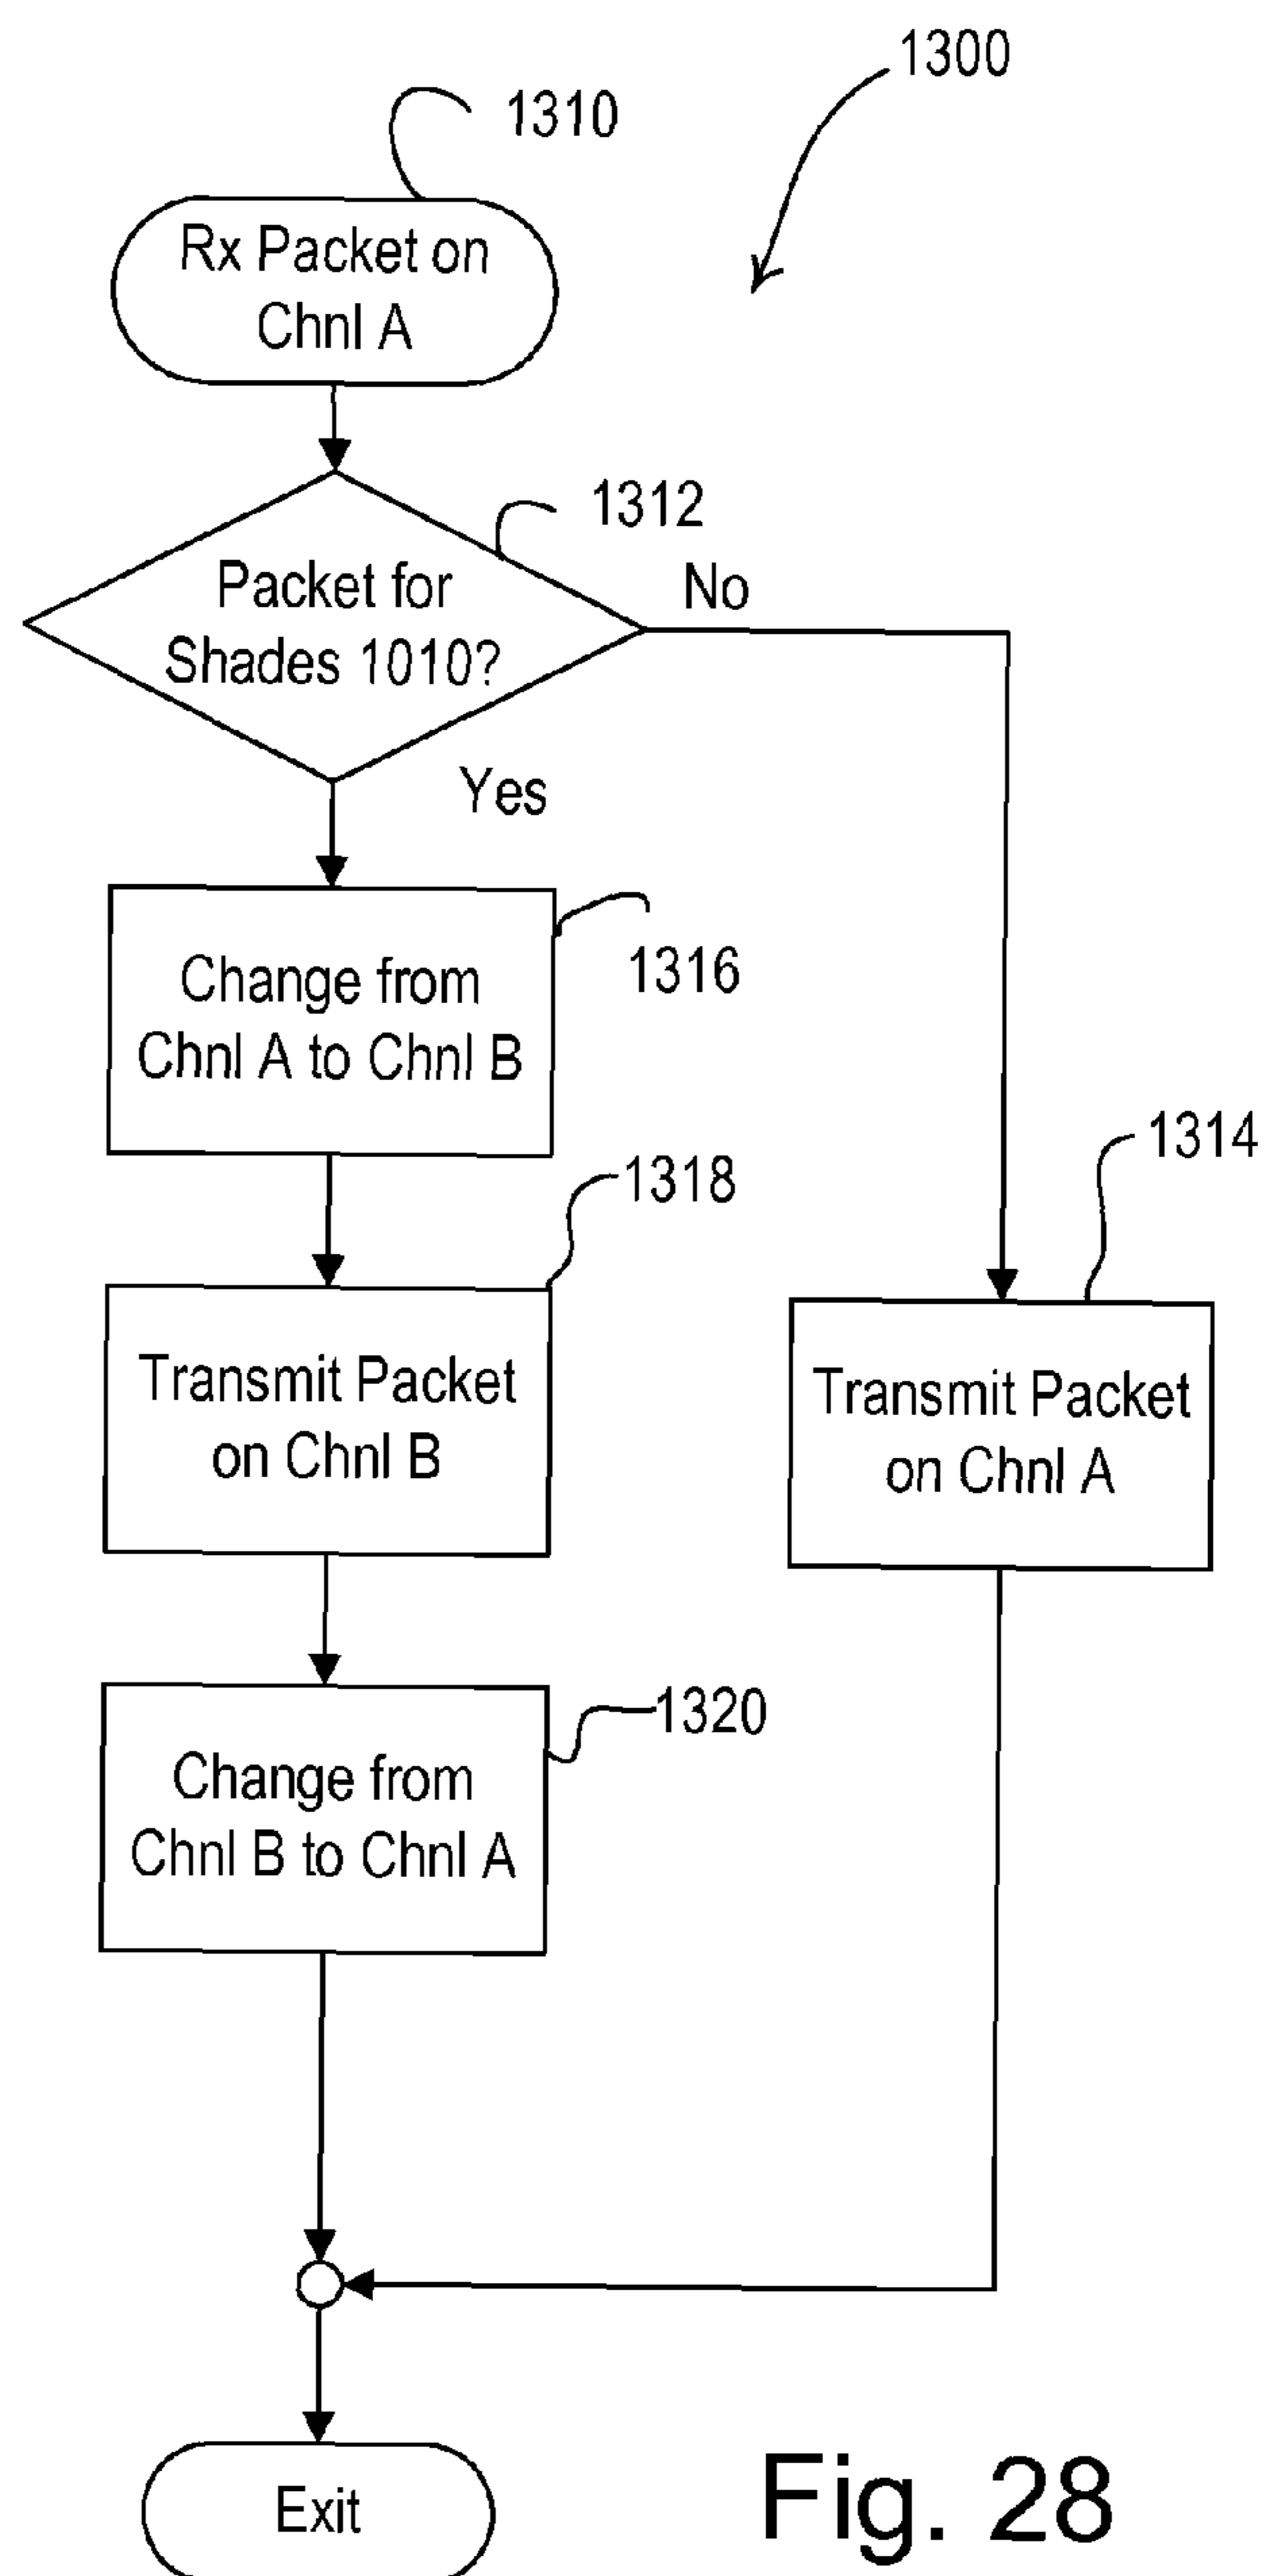 1300
1310
Rx Packet on
Chnl A
1312
Packet for
Shades 1010?
No
Yes
1316
Change from
Chnl A to Chnl B
1318
Transmit Packet
on Chnl B
1314
Transmit Packet
on Chnl A
1320
Change from
Chnl B to Chnl A
Exit
Fig. 28